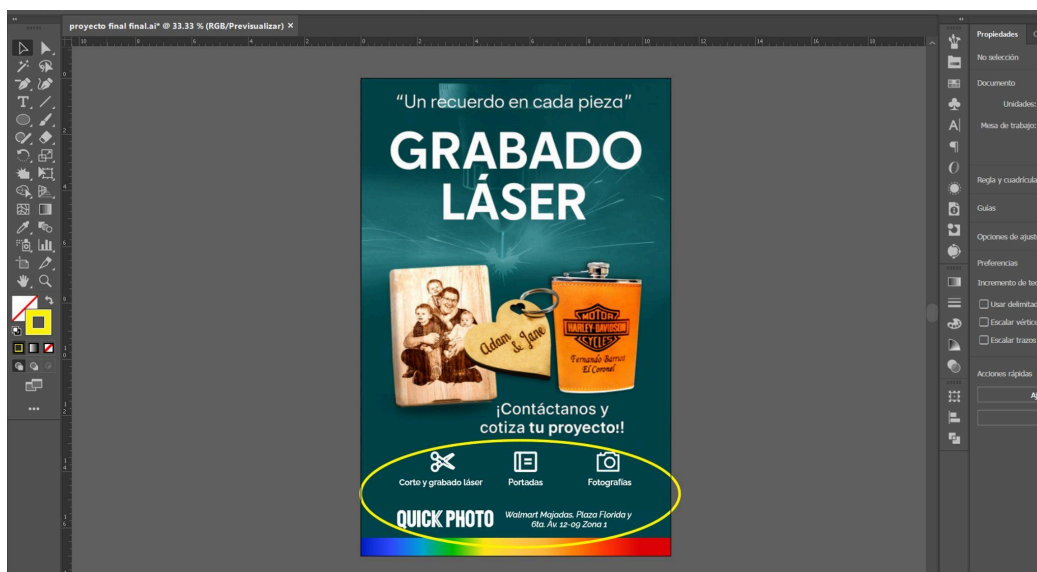 proyecto final final.ai* @ 33.33 % (RGB/Previsualizar) ×
Propiedades
No selección
Documento
Unidades:
Mesa de trabajo:
Regla y cuadrícula
Guías
Opciones de ajuste
Preferencias
Incremento de te
Usar delimitad
Escalar vértice
Escalar trazos
Acciones rápidas
"Un recuerdo en cada pieza"
GRABADO
LÁSER
Adam
& Jane
MOTOR
HARLEY-DAVIDSON
CYCLES
Fernando Barrios
El Coronel
¡Contáctanos y
cotiza tu proyecto!!
Corte y grabado láser
Portadas
Fotografías
QUICK PHOTO
Walmart Majadas, Plaza Florida y
6ta. Av. 12-09 Zona 1